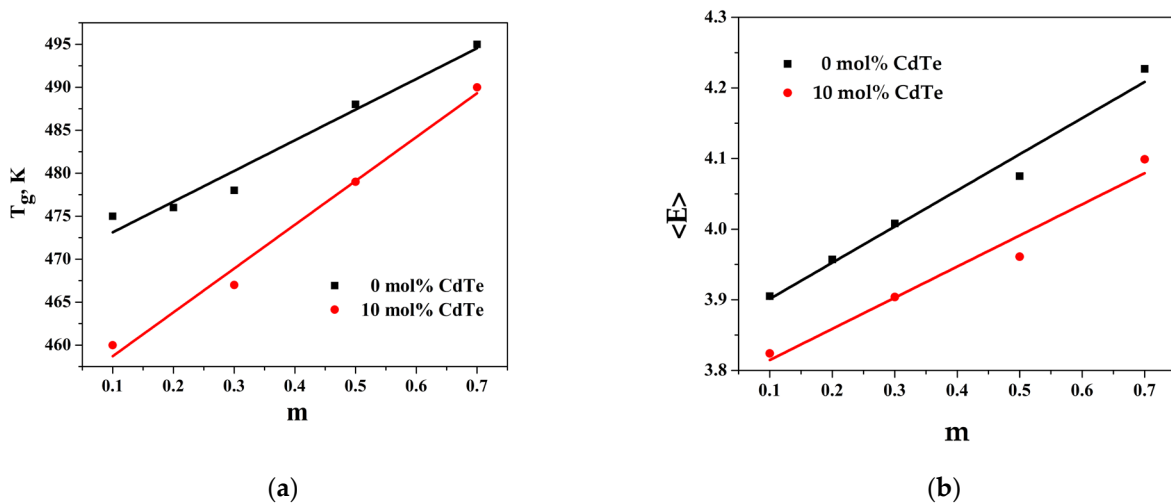 495
490
485
480
475
470
465
460
T_g, K
0 mol% CdTe
10 mol% CdTe
0.1 0.2 0.3 0.4 0.5 0.6 0.7
m
(a)
4.3
4.2
4.1
4.0
3.9
3.8
<E>
0 mol% CdTe
10 mol% CdTe
0.1 0.2 0.3 0.4 0.5 0.6 0.7
m
(b)